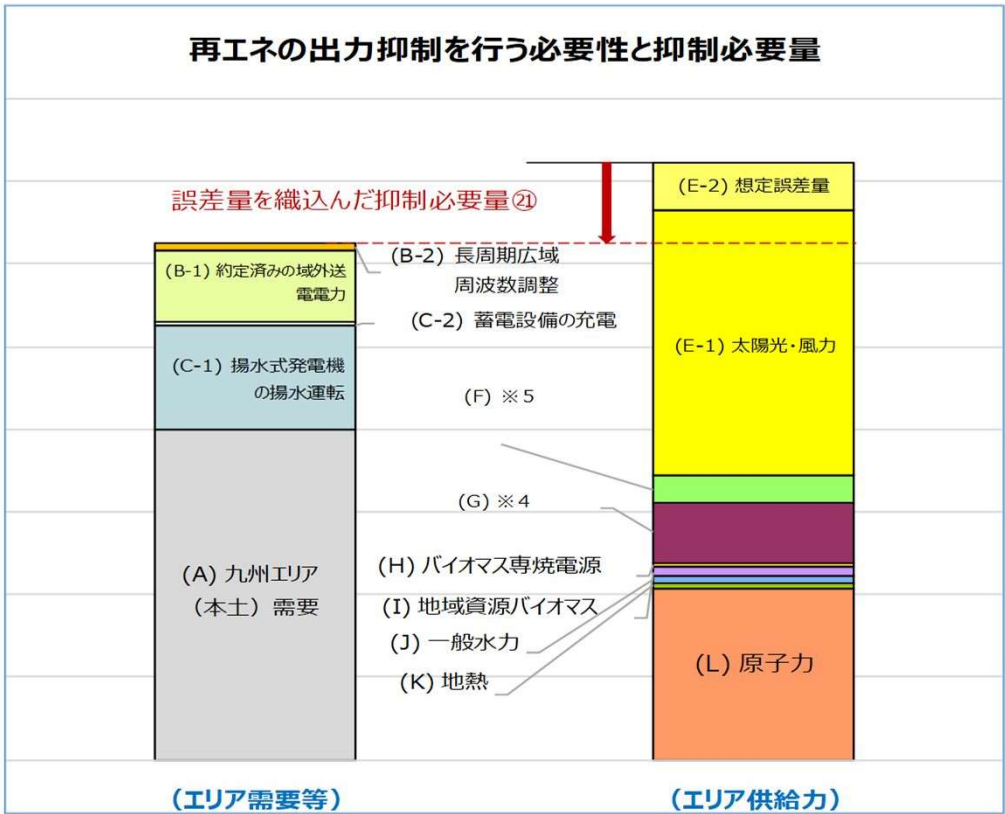 再エネの出力抑制を行う必要性と抑制必要量
誤差量を織込んだ抑制必要量㉑
(B-2) 長周期広域
周波数調整
(B-1) 約定済みの域外送
電電力
(C-2) 蓄電設備の充電
(C-1) 揚水式発電機
の揚水運転
(A) 九州エリア
（本土）需要
(E-2) 想定誤差量
(E-1) 太陽光・風力
(F) ※５
(G) ※４
(H) バイオマス専焼電源
(I) 地域資源バイオマス
(J) 一般水力
(K) 地熱
(L) 原子力
（エリア需要等）
（エリア供給力）